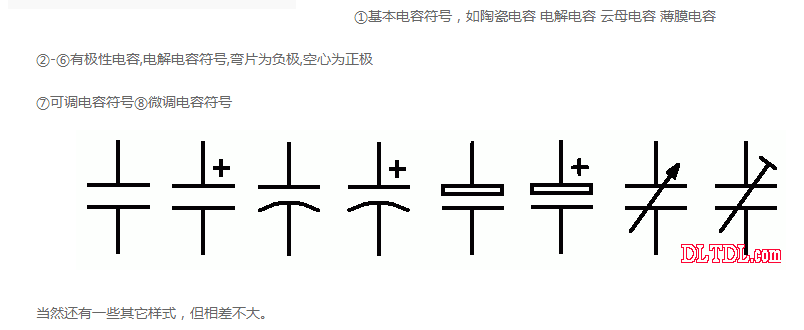 ①基本电容符号，如陶瓷电容 电解电容 云母电容 薄膜电容
②-⑥有极性电容,电解电容符号,弯片为负极,空心为正极
⑦可调电容符号⑧微调电容符号
+ + +
DLTDL.com
当然还有一些其它样式，但相差不大。